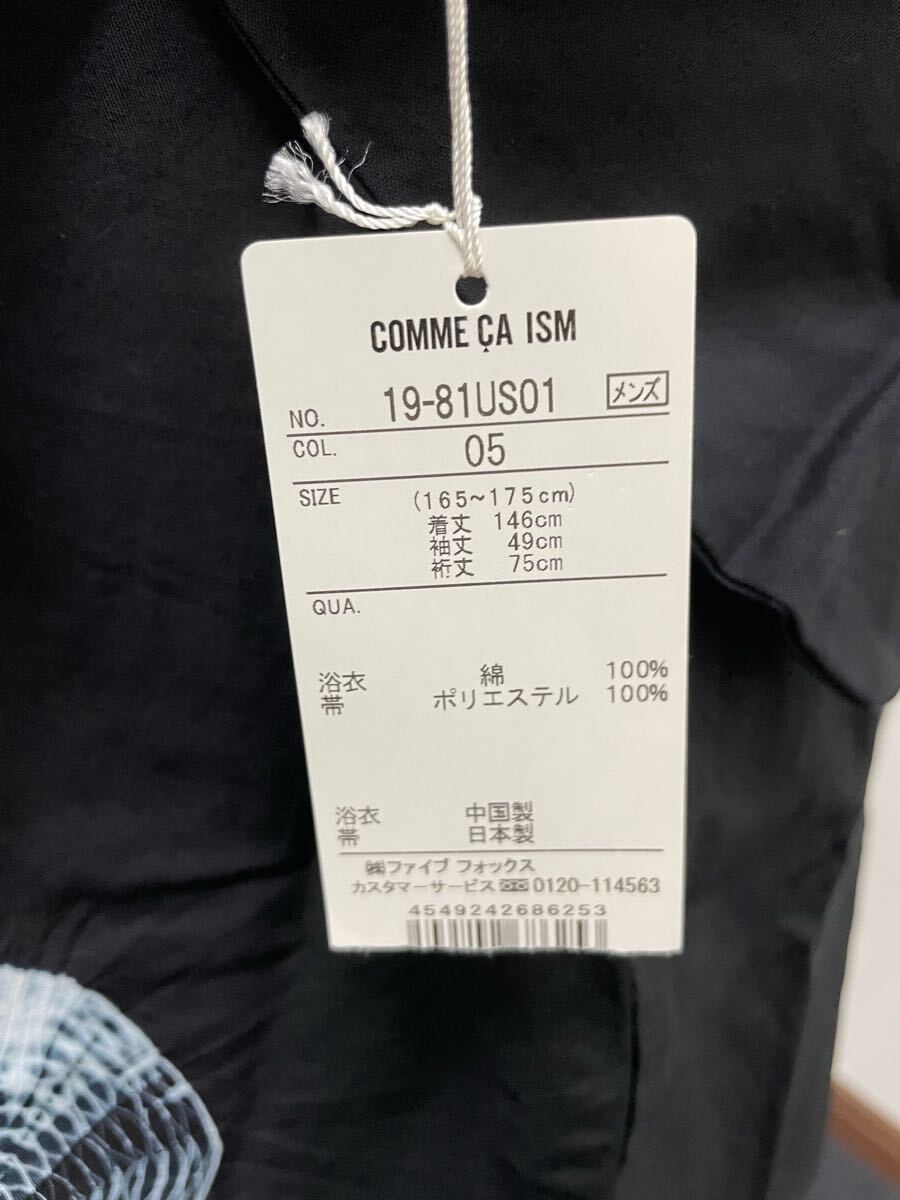 COMME ÇA ISM
NO. 19-81US01 メンズ
COL. 05
SIZE (165~175cm)
着丈 146cm
袖丈 49cm
裄丈 75cm
QUA.
浴衣 綿 100%
帯 ポリエステル 100%
浴衣 中国製
帯 日本製
㈱ファイブ フォックス
カスタマーサービス 0120-114563
4549242686253